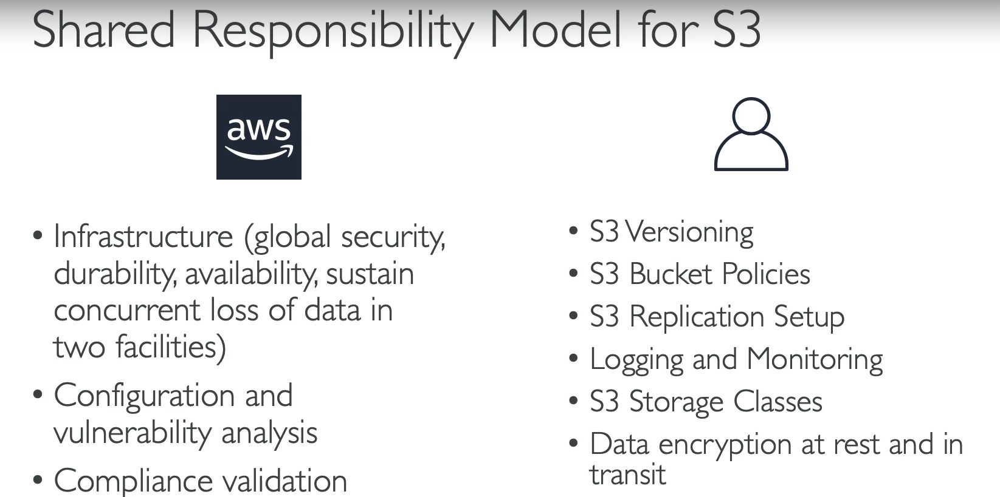 Shared Responsibility Model for S3
aws
• Infrastructure (global security,
durability, availability, sustain
concurrent loss of data in
two facilities)
• Configuration and
vulnerability analysis
• Compliance validation
• S3 Versioning
• S3 Bucket Policies
• S3 Replication Setup
• Logging and Monitoring
• S3 Storage Classes
• Data encryption at rest and in
transit